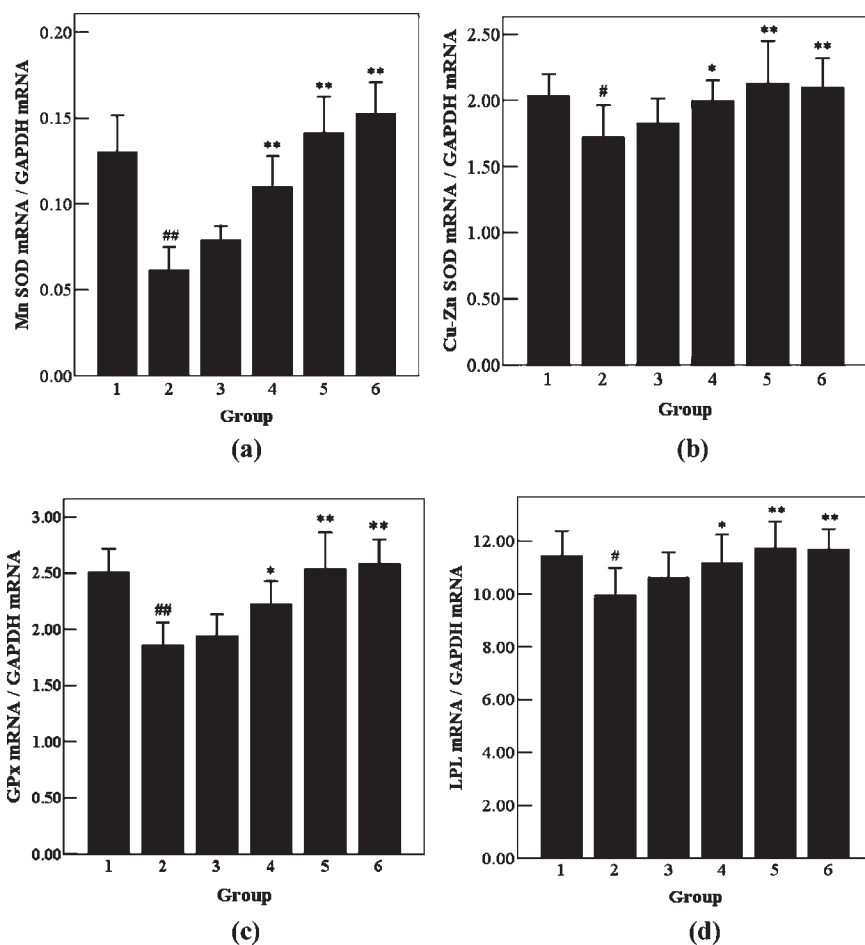 0.20
0.15
0.10
0.05
0.00
Mn SOD mRNA / GAPDH mRNA
##
**
**
**
1 2 3 4 5 6
Group
(a)
2.50
2.00
1.50
1.00
0.50
0.00
Cu-Zn SOD mRNA / GAPDH mRNA
#
*
**
**
1 2 3 4 5 6
Group
(b)
3.00
2.50
2.00
1.50
1.00
0.50
0.00
GPx mRNA / GAPDH mRNA
##
*
**
**
1 2 3 4 5 6
Group
(c)
12.00
10.00
8.00
6.00
4.00
2.00
0.00
LPL mRNA / GAPDH mRNA
#
*
**
**
1 2 3 4 5 6
Group
(d)